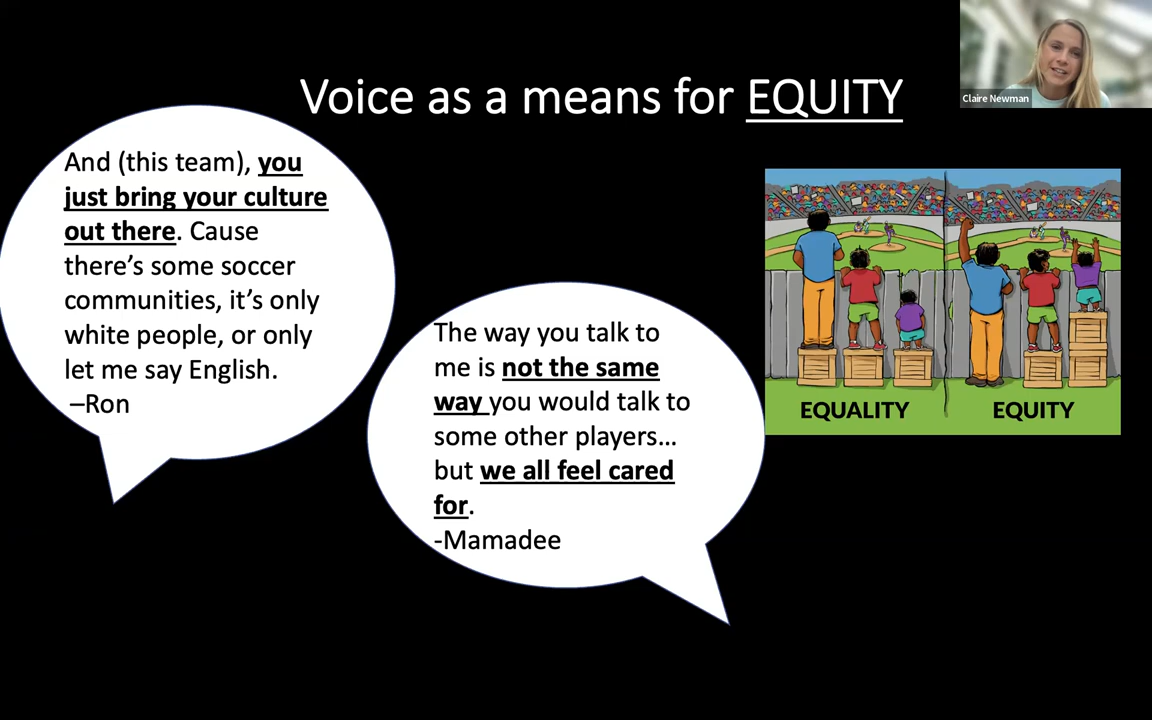 Voice as a means for EQUITY
Claire Newman
And (this team), you
just bring your culture
out there. Cause
there's some soccer
communities, it's only
white people, or only
let me say English.
–Ron
The way you talk to
me is not the same
way you would talk to
some other players…
but we all feel cared
for.
-Mamadee
EQUALITY
EQUITY